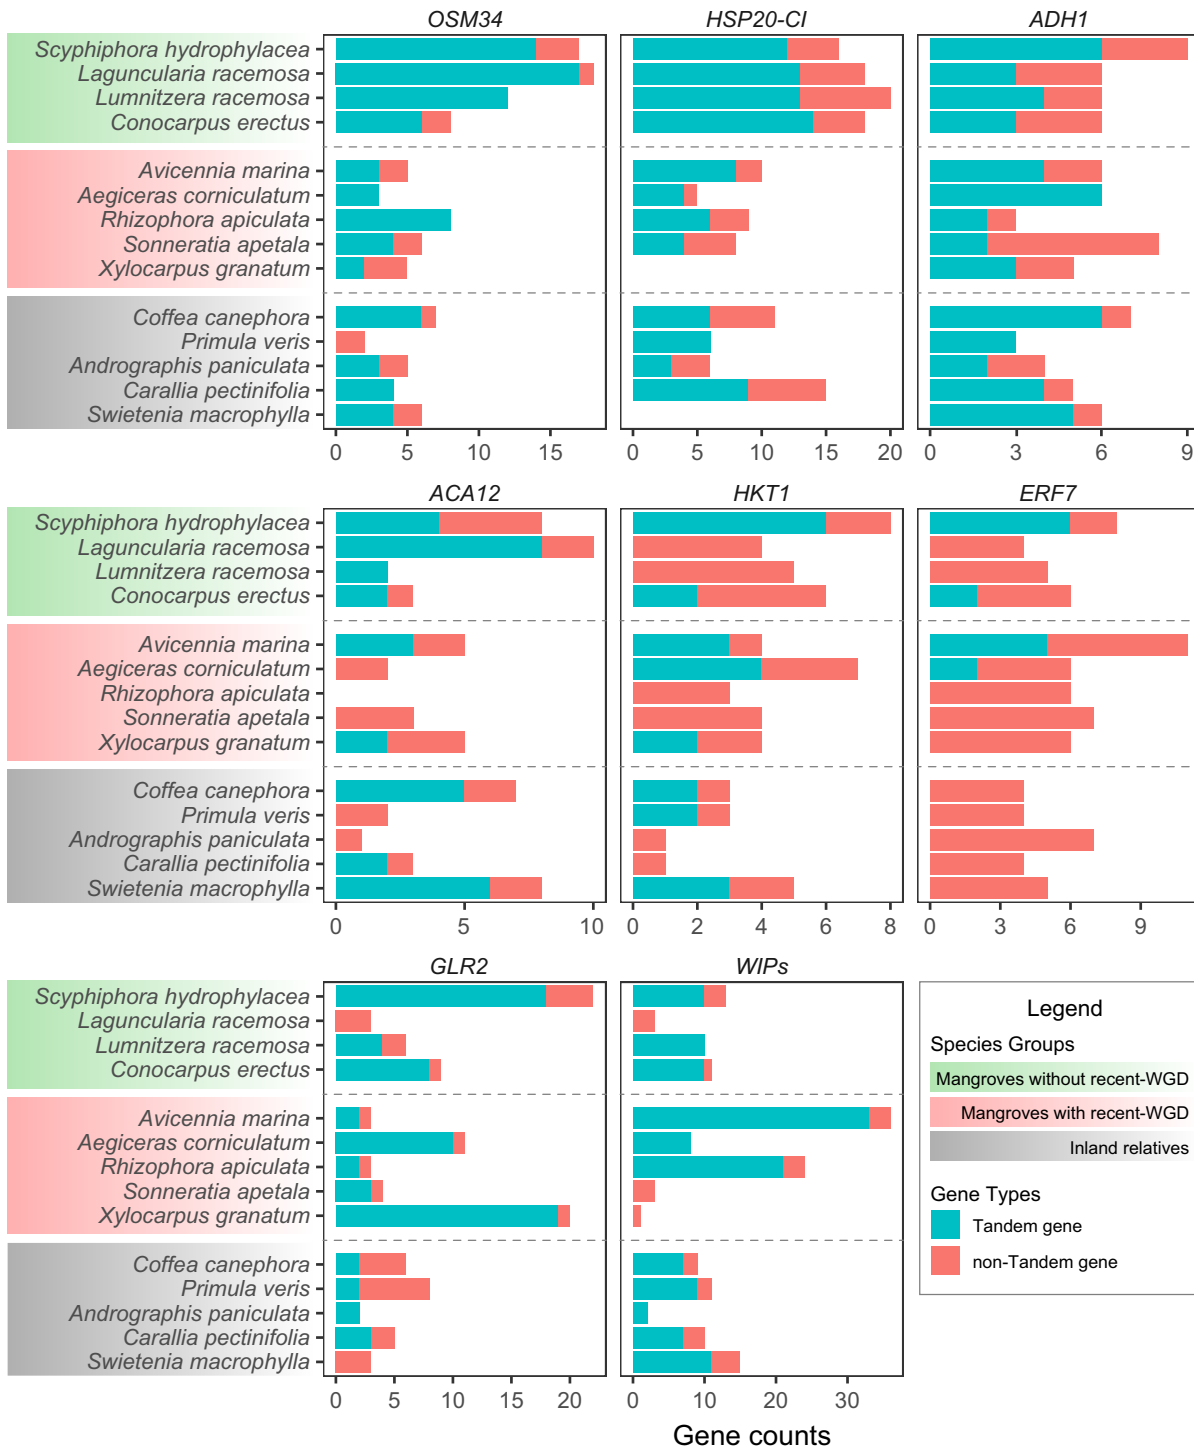 OSM34 HSP20-CI ADH1
Scyphiphora hydrophylacea
Laguncularia racemosa
Lumnitzera racemosa
Conocarpus erectus
Avicennia marina
Aegiceras corniculatum
Rhizophora apiculata
Sonneratia apetala
Xylocarpus granatum
Coffea canephora
Primula veris
Andrographis paniculata
Carallia pectinifolia
Swietenia macrophylla
0 5 10 15 0 5 10 15 20 0 3 6 9
ACA12 HKT1 ERF7
Scyphiphora hydrophylacea
Laguncularia racemosa
Lumnitzera racemosa
Conocarpus erectus
Avicennia marina
Aegiceras corniculatum
Rhizophora apiculata
Sonneratia apetala
Xylocarpus granatum
Coffea canephora
Primula veris
Andrographis paniculata
Carallia pectinifolia
Swietenia macrophylla
0 5 10 0 2 4 6 8 0 3 6 9
GLR2 WIPs
Scyphiphora hydrophylacea
Laguncularia racemosa
Lumnitzera racemosa
Conocarpus erectus
Avicennia marina
Aegiceras corniculatum
Rhizophora apiculata
Sonneratia apetala
Xylocarpus granatum
Coffea canephora
Primula veris
Andrographis paniculata
Carallia pectinifolia
Swietenia macrophylla
0 5 10 20 0 10 20 30
Gene counts
Legend
Species Groups
Mangroves without recent-WGD
Mangroves with recent-WGD
Inland relatives
Gene Types
Tandem gene
non-Tandem gene